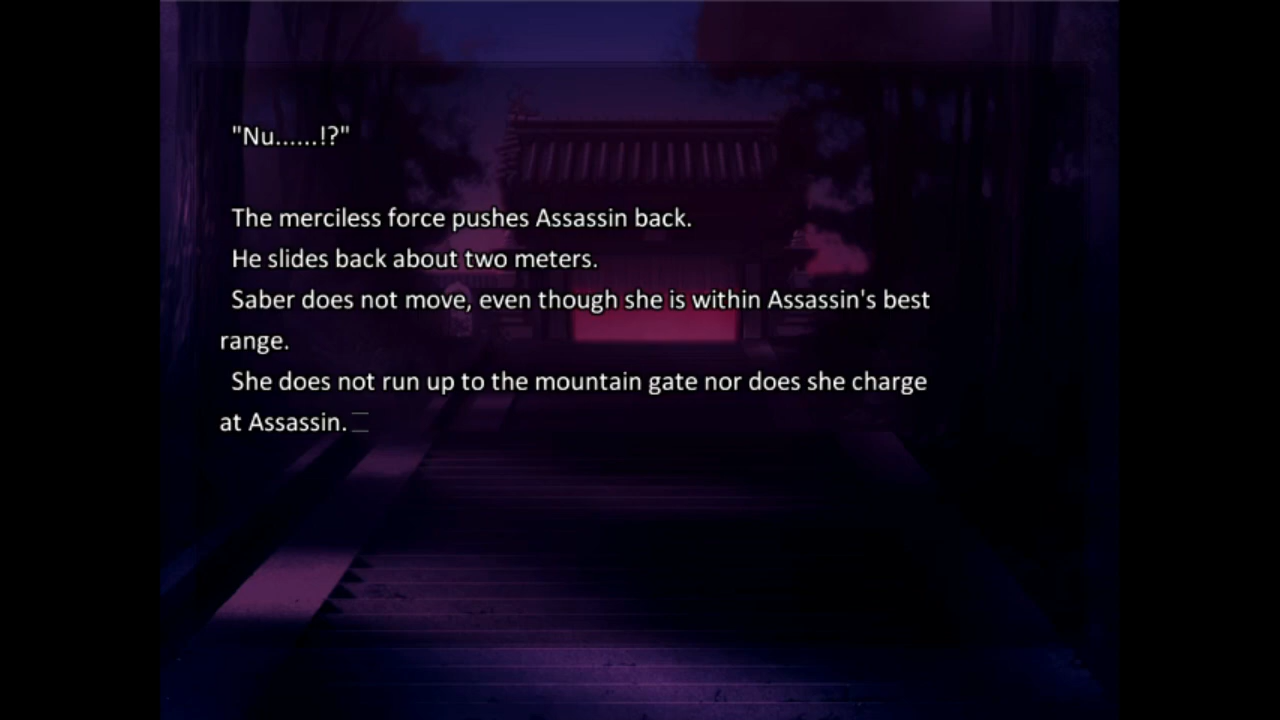 "Nu......!?"
The merciless force pushes Assassin back.
He slides back about two meters.
Saber does not move, even though she is within Assassin's best
range.
She does not run up to the mountain gate nor does she charge
at Assassin.